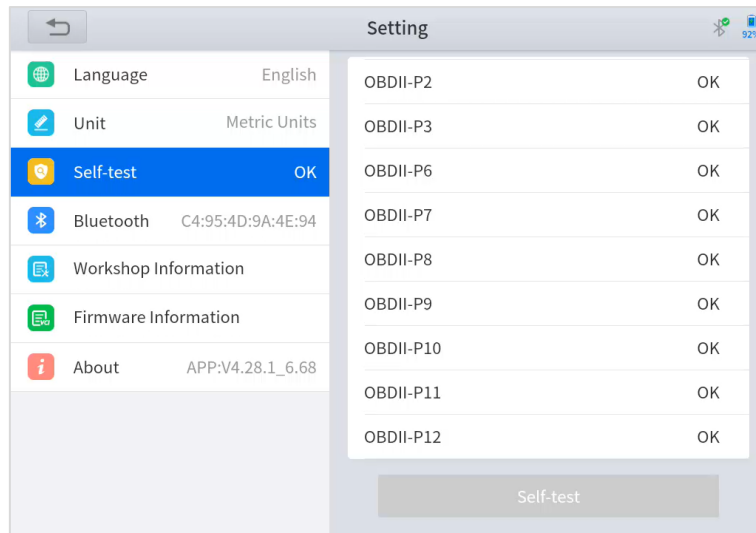 Setting
92%
Language English
Unit Metric Units
Self-test OK
Bluetooth C4:95:4D:9A:4E:94
Workshop Information
Firmware Information
About APP:V4.28.1_6.68
OBDII-P2 OK
OBDII-P3 OK
OBDII-P6 OK
OBDII-P7 OK
OBDII-P8 OK
OBDII-P9 OK
OBDII-P10 OK
OBDII-P11 OK
OBDII-P12 OK
Self-test